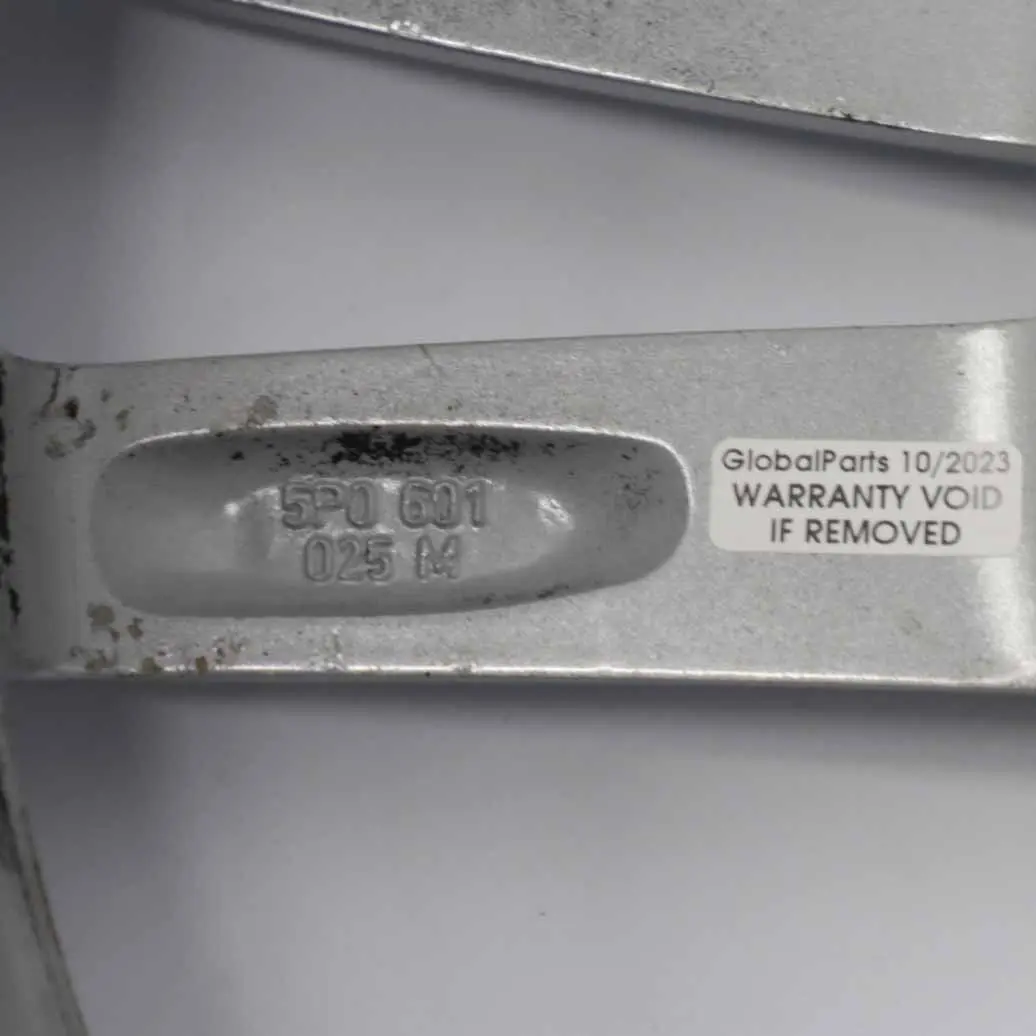 5P0 601
025 M
GlobalParts 10/2023
WARRANTY VOID
IF REMOVED